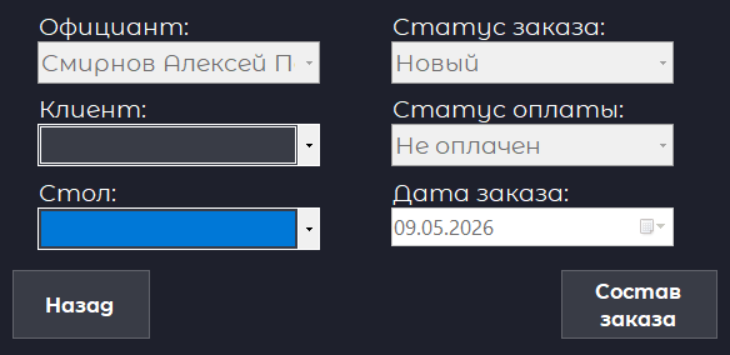 Официант:
Смирнов Алексей П
Клиент:
Стол:
Статус заказа:
Новый
Статус оплаты:
Не оплачен
Дата заказа:
09.05.2026
Назад
Состав
заказа